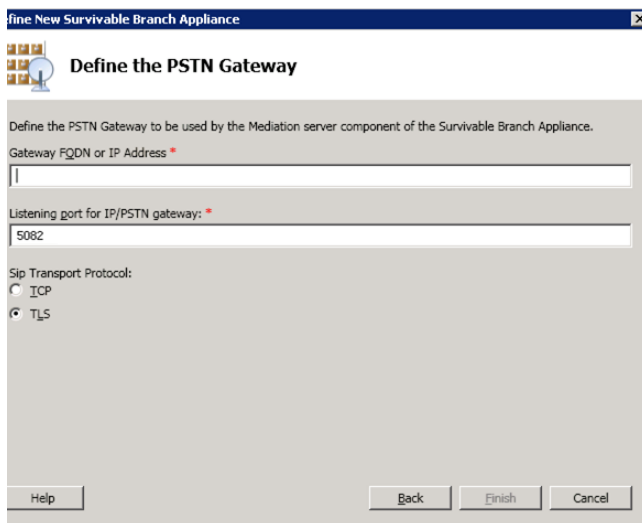 fine New Survivable Branch Appliance
Define the PSTN Gateway
Define the PSTN Gateway to be used by the Mediation server component of the Survivable Branch Appliance.
Gateway FQDN or IP Address *
Listening port for IP/PSTN gateway: *
5082
Sip Transport Protocol:
TCP
TLS
Help Back Finish Cancel